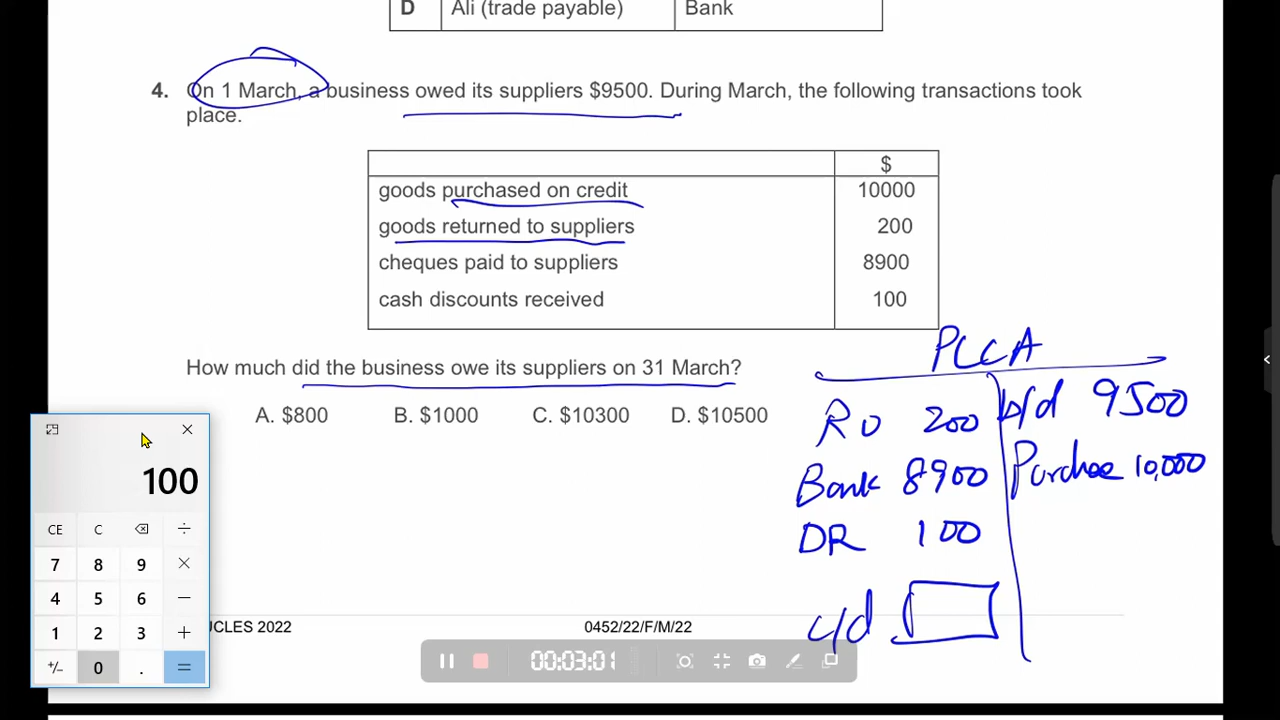 D Ali (trade payable) Bank
4. On 1 March, a business owed its suppliers $9500. During March, the following transactions took
place.
$
goods purchased on credit 10000
goods returned to suppliers 200
cheques paid to suppliers 8900
cash discounts received 100
How much did the business owe its suppliers on 31 March?
A. $800 B. $1000 C. $10300 D. $10500
PLCA
RO 200 b/d 9500
Bank 8900 Purchase 10,000
DR 100
c/d
100
CE C ÷
7 8 9 ×
4 5 6 −
1 2 3 +
+/- 0 . =
UCLES 2022 0452/22/F/M/22
00:03:01